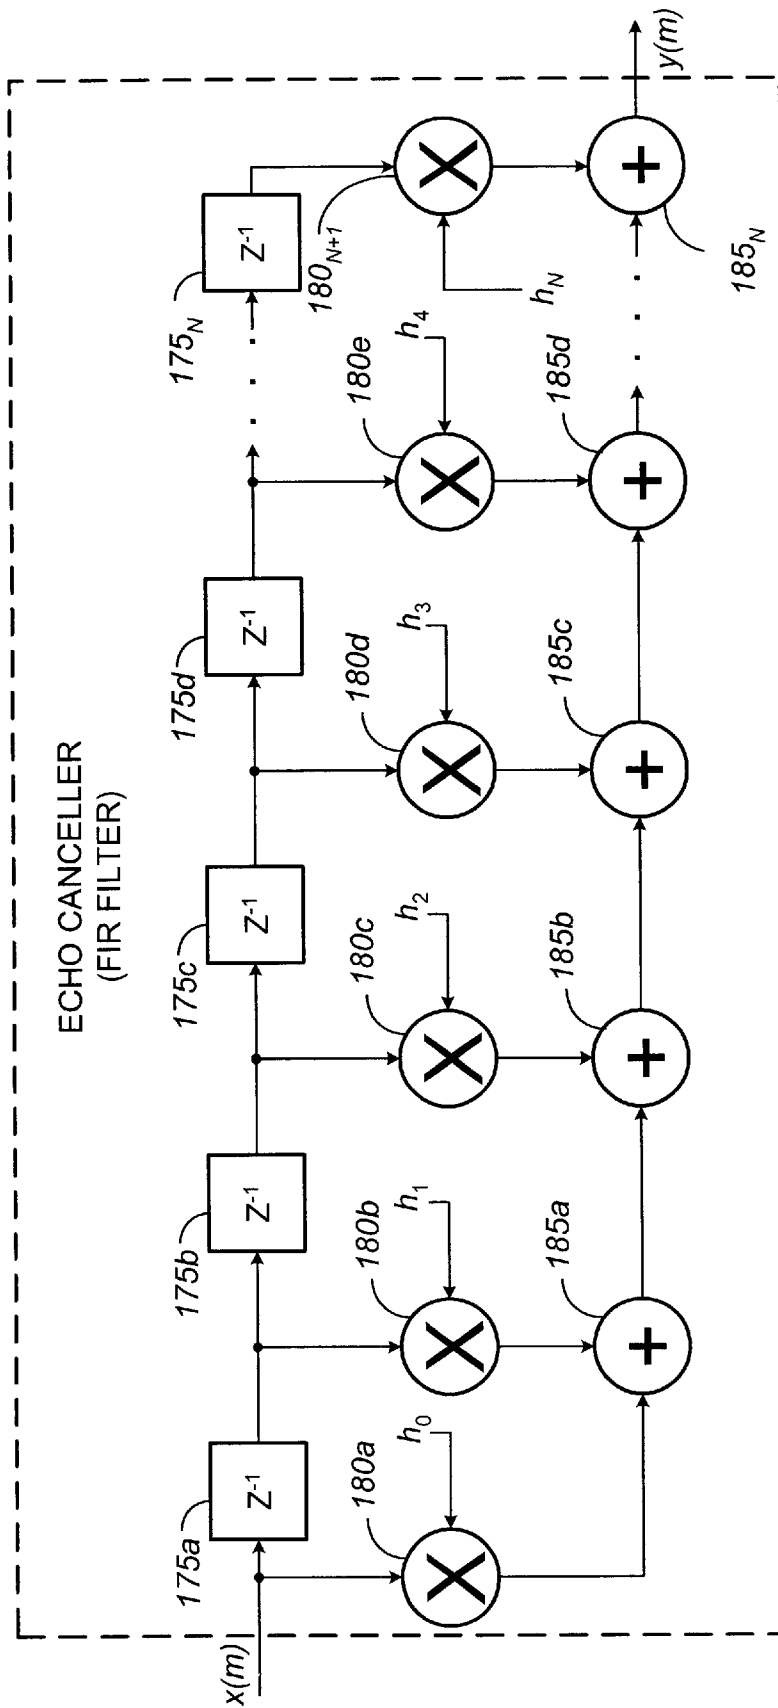 ECHO CANCELLER
(FIR FILTER)
x(m)
175a
Z⁻¹
175b
Z⁻¹
175c
Z⁻¹
175d
Z⁻¹
. . .
175N
Z⁻¹
180a
h₀
180b
h₁
180c
h₂
180d
h₃
180e
h₄
180N+1
hN
X
X
X
X
X
X
185a
+
185b
+
185c
+
185d
+
. . .
185N
+
y(m)